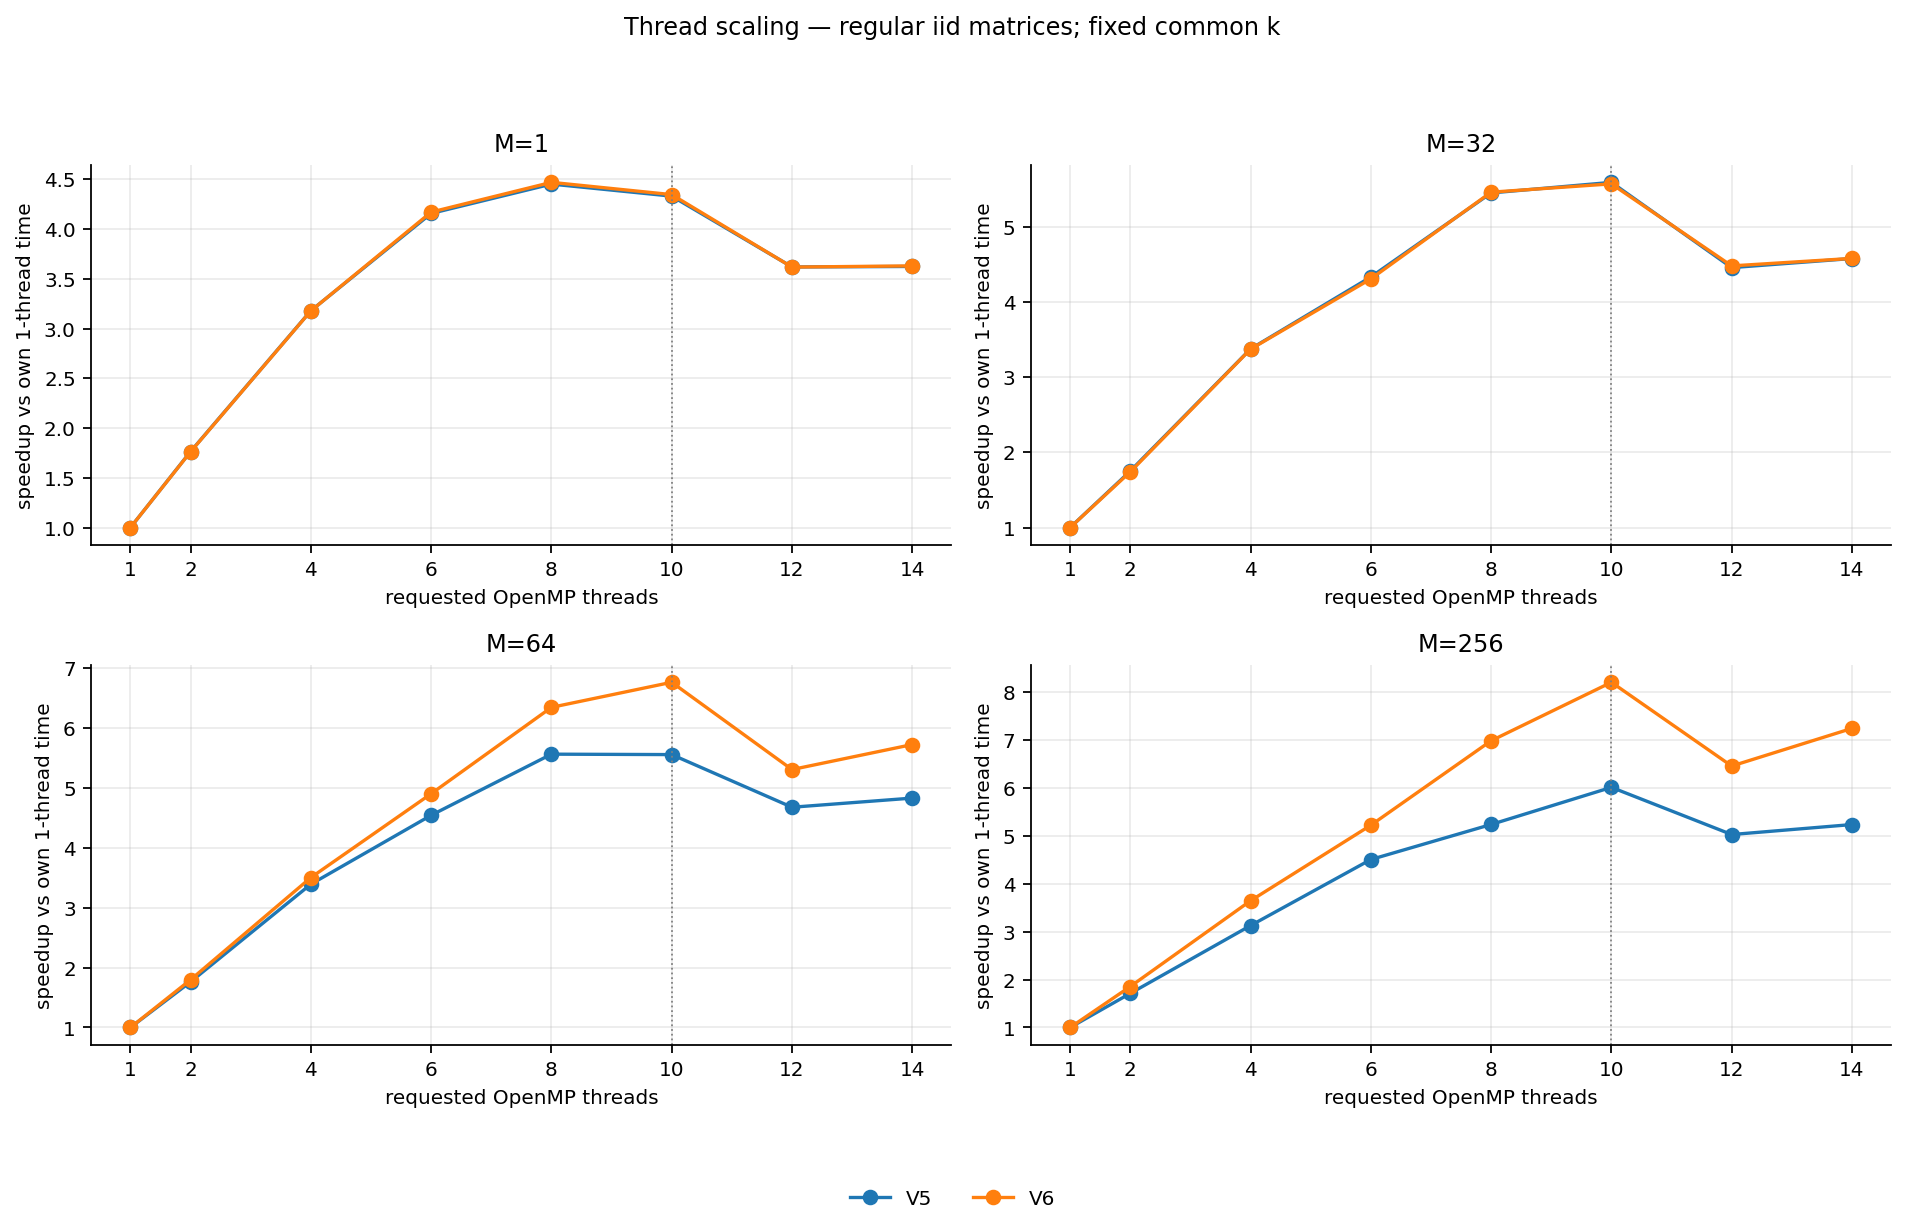 Thread scaling — regular iid matrices; fixed common k
M=1
speedup vs own 1-thread time
4.5
4.0
3.5
3.0
2.5
2.0
1.5
1.0
1 2 4 6 8 10 12 14
requested OpenMP threads
M=32
speedup vs own 1-thread time
5
4
3
2
1
1 2 4 6 8 10 12 14
requested OpenMP threads
M=64
speedup vs own 1-thread time
7
6
5
4
3
2
1
1 2 4 6 8 10 12 14
requested OpenMP threads
M=256
speedup vs own 1-thread time
8
7
6
5
4
3
2
1
1 2 4 6 8 10 12 14
requested OpenMP threads
V5 V6